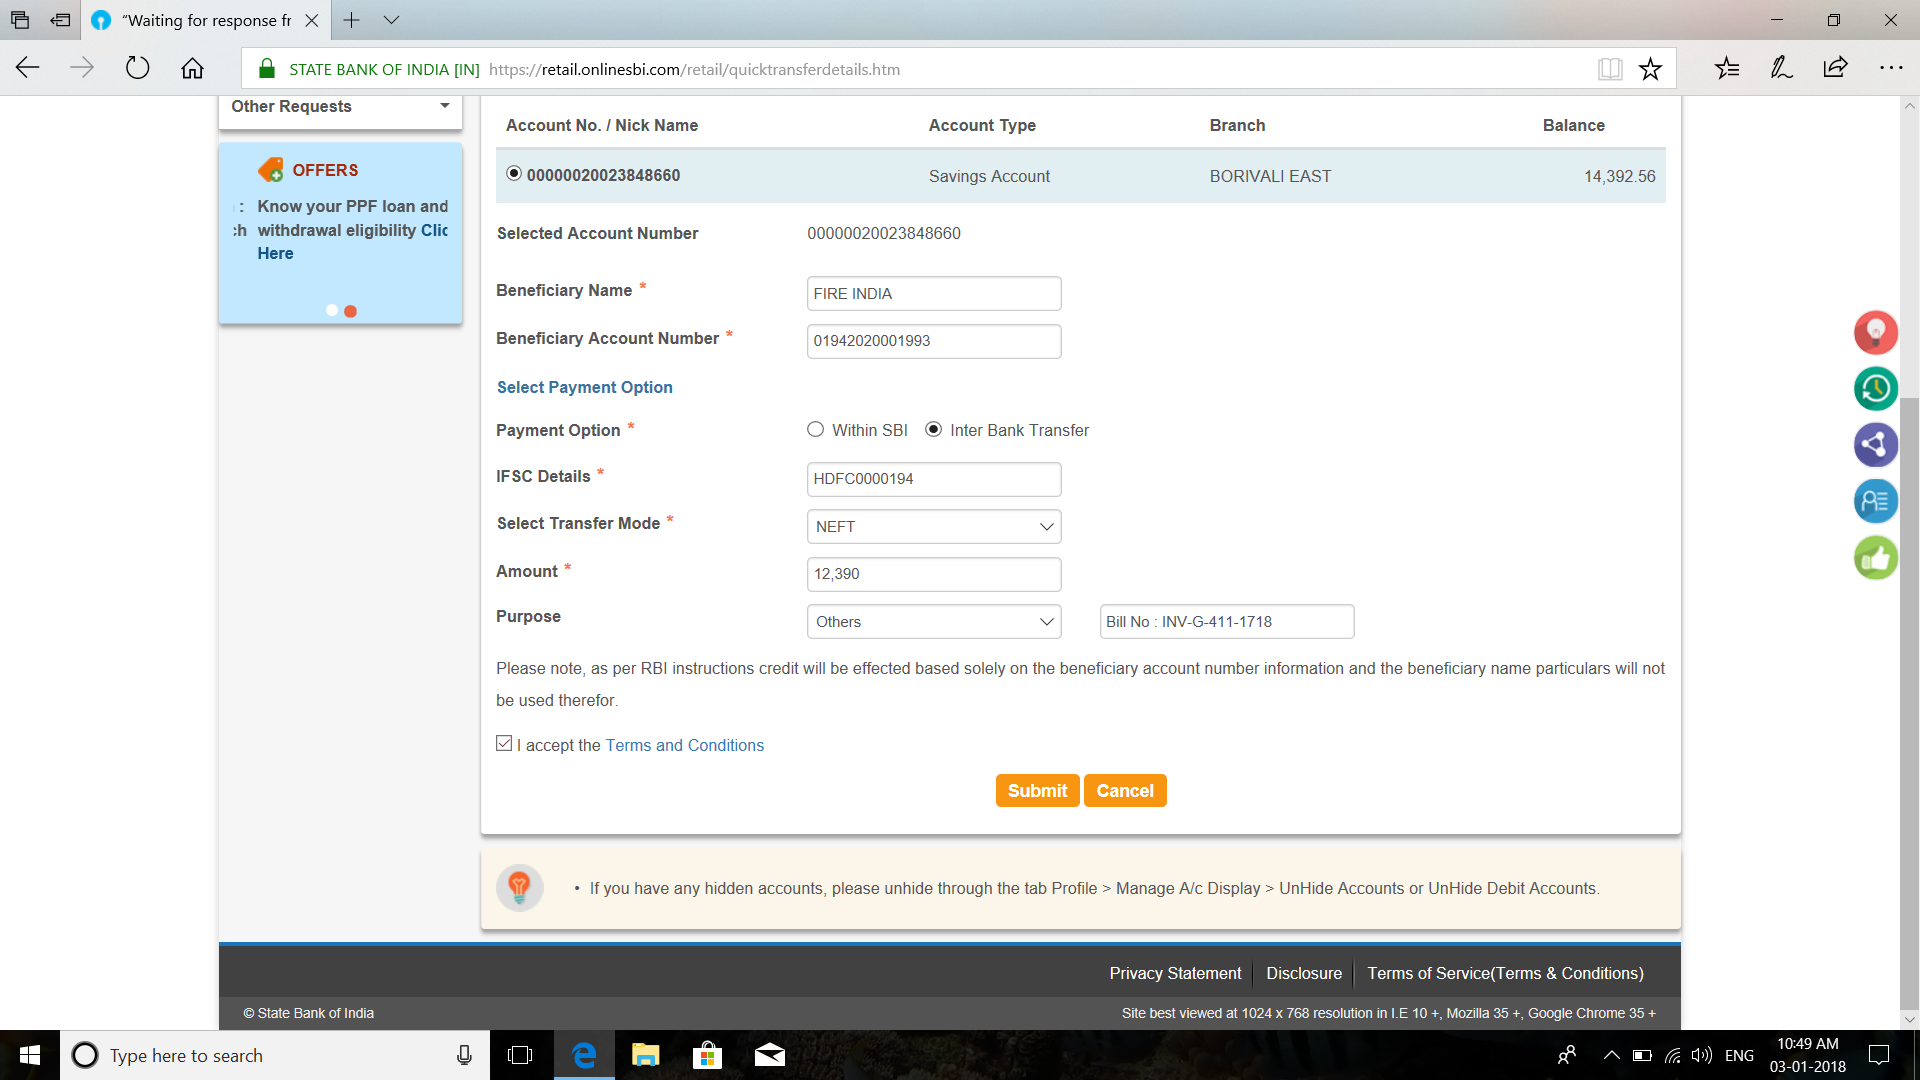 “Waiting for response fr
STATE BANK OF INDIA [IN] https://retail.onlinesbi.com/retail/quicktransferdetails.htm
Other Requests
OFFERS
: Know your PPF loan and
ch withdrawal eligibility Clic
Here
Account No. / Nick Name Account Type Branch Balance
00000020023848660 Savings Account BORIVALI EAST 14,392.56
Selected Account Number 00000020023848660
Beneficiary Name * FIRE INDIA
Beneficiary Account Number * 01942020001993
Select Payment Option
Payment Option * Within SBI Inter Bank Transfer
IFSC Details * HDFC0000194
Select Transfer Mode * NEFT
Amount * 12,390
Purpose Others Bill No : INV-G-411-1718
Please note, as per RBI instructions credit will be effected based solely on the beneficiary account number information and the beneficiary name particulars will not
be used therefor.
I accept the Terms and Conditions
Submit Cancel
• If you have any hidden accounts, please unhide through the tab Profile > Manage A/c Display > UnHide Accounts or UnHide Debit Accounts.
Privacy Statement Disclosure Terms of Service(Terms & Conditions)
© State Bank of India Site best viewed at 1024 x 768 resolution in I.E 10 +, Mozilla 35 +, Google Chrome 35 +
Type here to search ENG 10:49 AM
03-01-2018